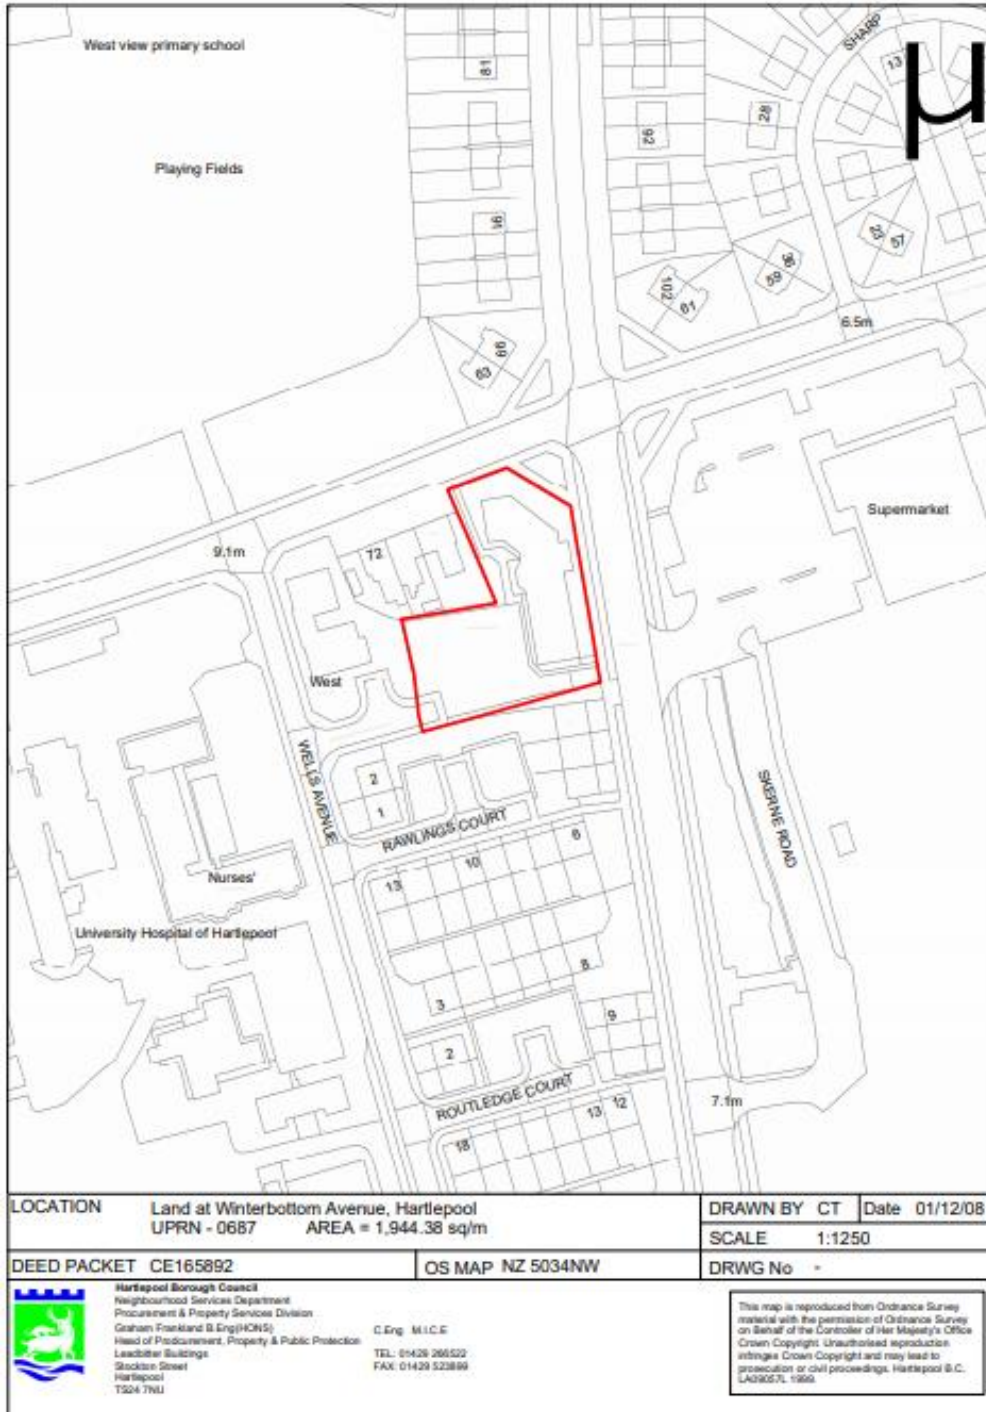 West view primary school
SHARP
13
81
28
92
Playing Fields
91
23 57
36
59
102
61
6.5m
99
63
Supermarket
72
9.1m
West
WELLS AVENUE
2
1
RAWLINGS COURT
6
10
13
SKERNE ROAD
Nurses'
University Hospital of Hartlepool
8
3
9
2
ROUTLEDGE COURT
7.1m
13 12
18
LOCATION Land at Winterbottom Avenue, Hartlepool
UPRN - 0687 AREA = 1,944.38 sq/m
DRAWN BY CT Date 01/12/08
SCALE 1:1250
DEED PACKET CE165892 OS MAP NZ 5034NW DRWG No -
Hartlepool Borough Council
Neighbourhood Services Department
Procurement & Property Services Division
Graham Frankland B.Eng(HONS) C.Eng M.I.C.E
Head of Procurement, Property & Public Protection
Leadbitter Buildings TEL: 01429 266522
Stockton Street FAX: 01429 523899
Hartlepool
TS24 7NU
This map is reproduced from Ordnance Survey
material with the permission of Ordnance Survey
on Behalf of the Controller of Her Majesty's Office
Crown Copyright. Unauthorised reproduction
infringes Crown Copyright and may lead to
prosecution or civil proceedings. Hartlepool B.C.
LA09057L 1999.
µ